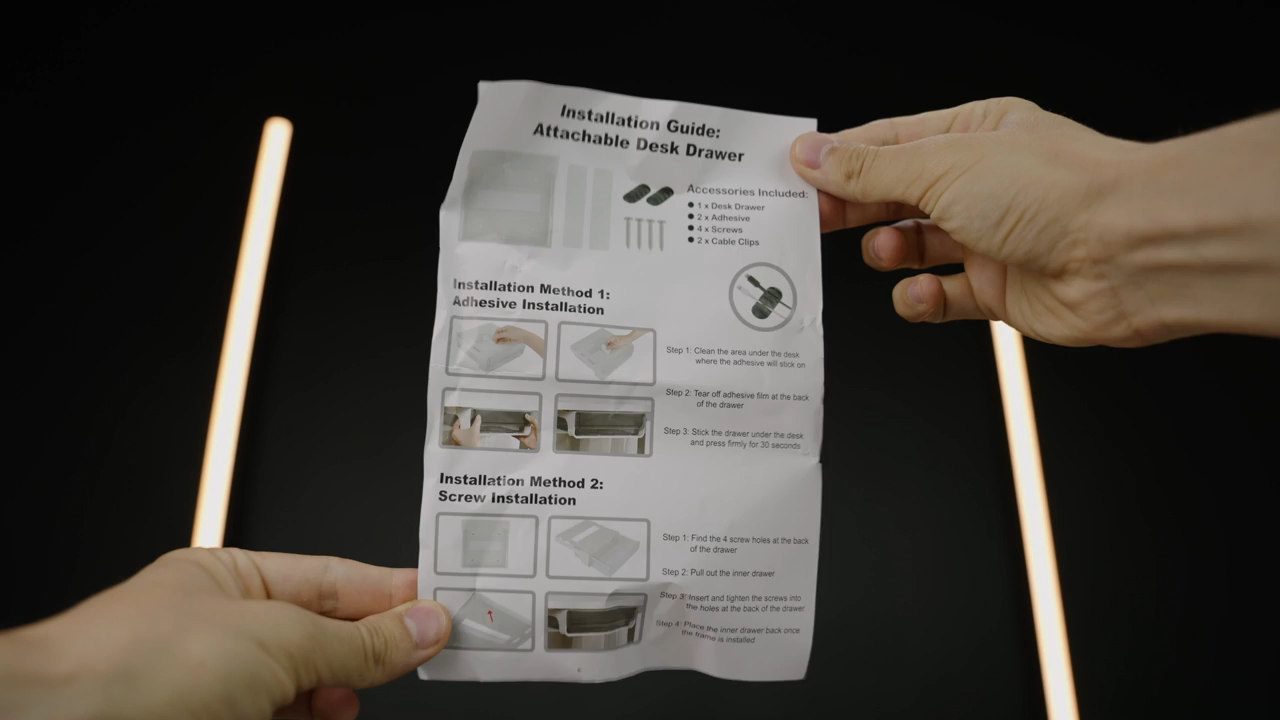 Installation Guide:
Attachable Desk Drawer
Accessories Included:
● 1 x Desk Drawer
● 2 x Adhesive
● 4 x Screws
● 2 x Cable Clips
Installation Method 1:
Adhesive Installation
Step 1: Clean the area under the desk
where the adhesive will stick on
Step 2: Tear off adhesive film at the back
of the drawer
Step 3: Stick the drawer under the desk
and press firmly for 30 seconds
Installation Method 2:
Screw Installation
Step 1: Find the 4 screw holes at the back
of the drawer
Step 2: Pull out the inner drawer
Step 3: Insert and tighten the screws into
the holes at the back of the drawer
Step 4: Place the inner drawer back once
the frame is installed